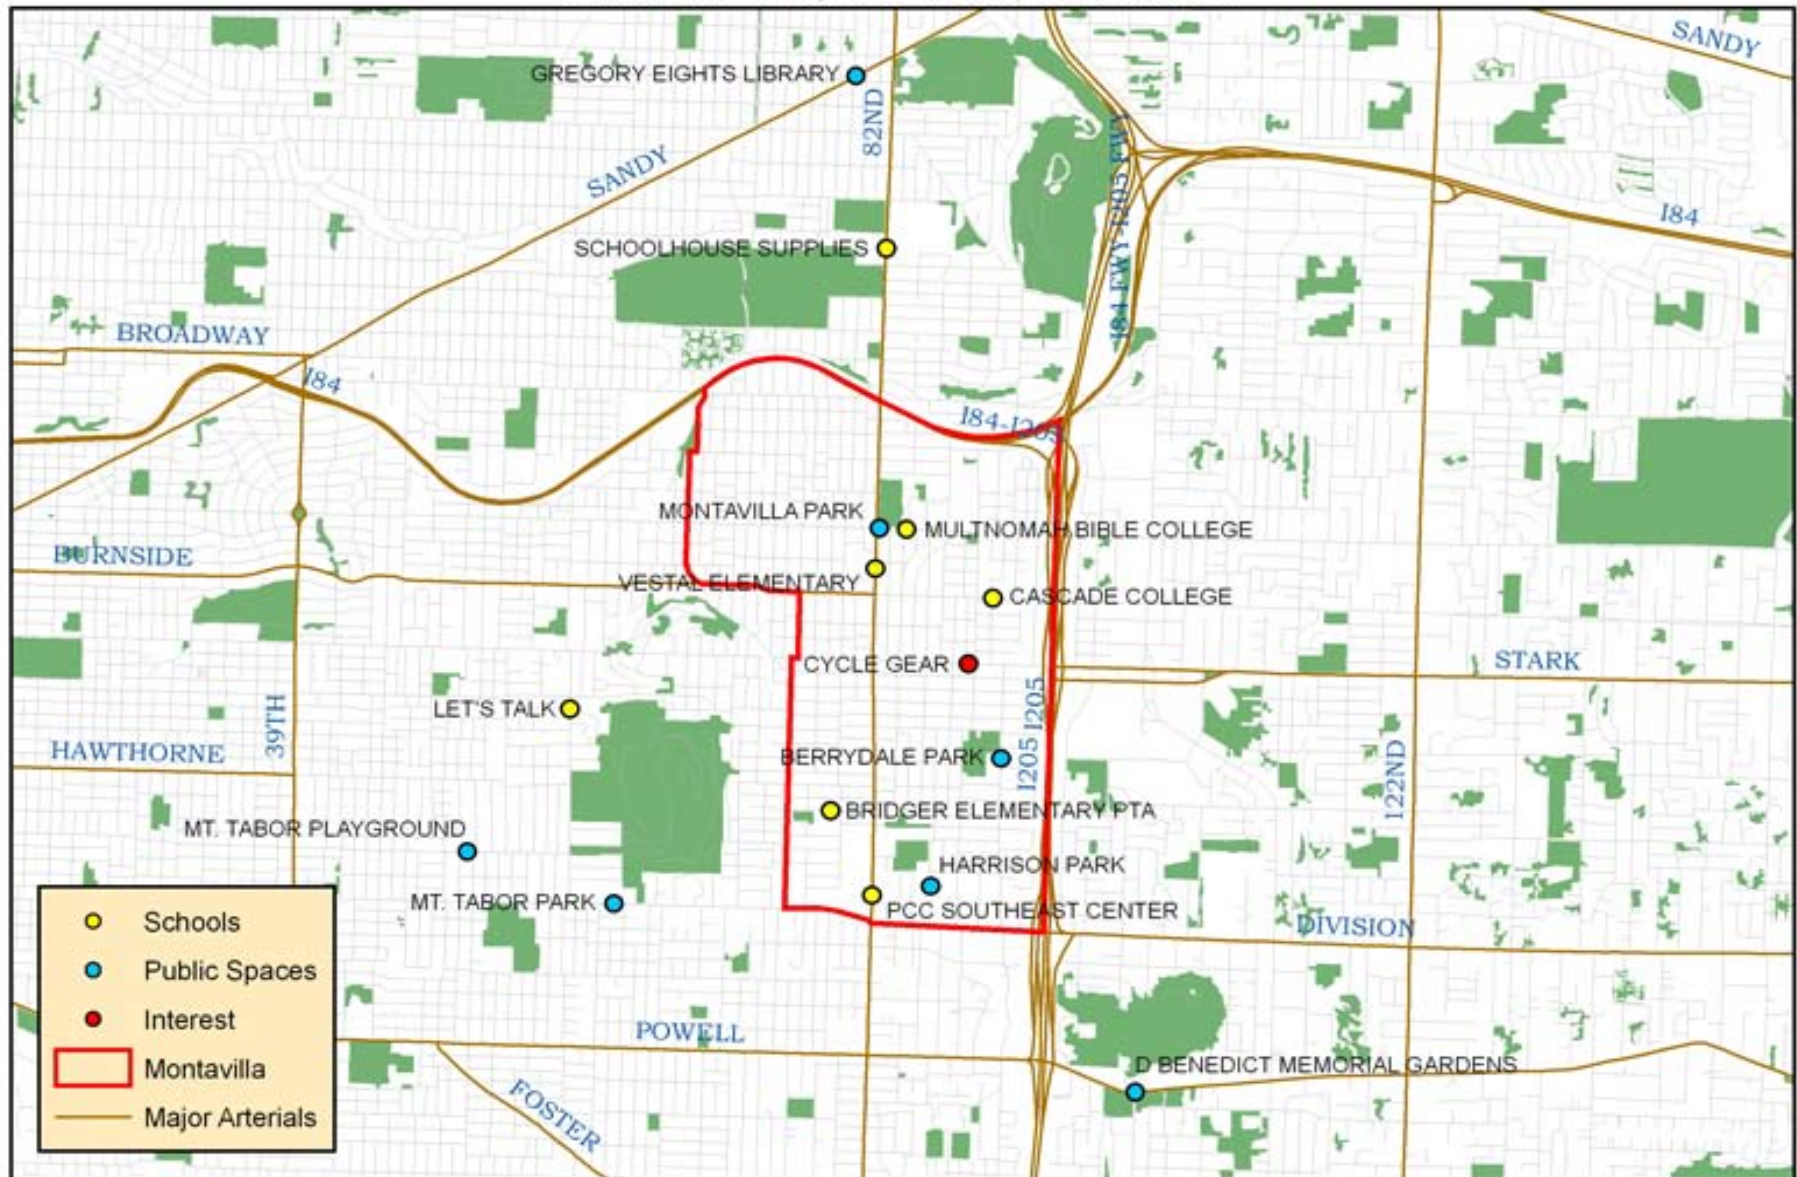 SANDY
GREGORY EIGHTS LIBRARY
82ND
SANDY
I84 FWY-I205 FWY
I84
SCHOOLHOUSE SUPPLIES
BROADWAY
I84
I84-I205
MONTAVILLA PARK
MULTNOMAH BIBLE COLLEGE
BURNSIDE
VESTAL ELEMENTARY
CASCADE COLLEGE
CYCLE GEAR
STARK
LET'S TALK
39TH
I205
I205
HAWTHORNE
BERRYDALE PARK
122ND
BRIDGER ELEMENTARY PTA
MT. TABOR PLAYGROUND
HARRISON PARK
MT. TABOR PARK
PCC SOUTHEAST CENTER
DIVISION
Schools
Public Spaces
Interest
Montavilla
Major Arterials
POWELL
D BENEDICT MEMORIAL GARDENS
FOSTER